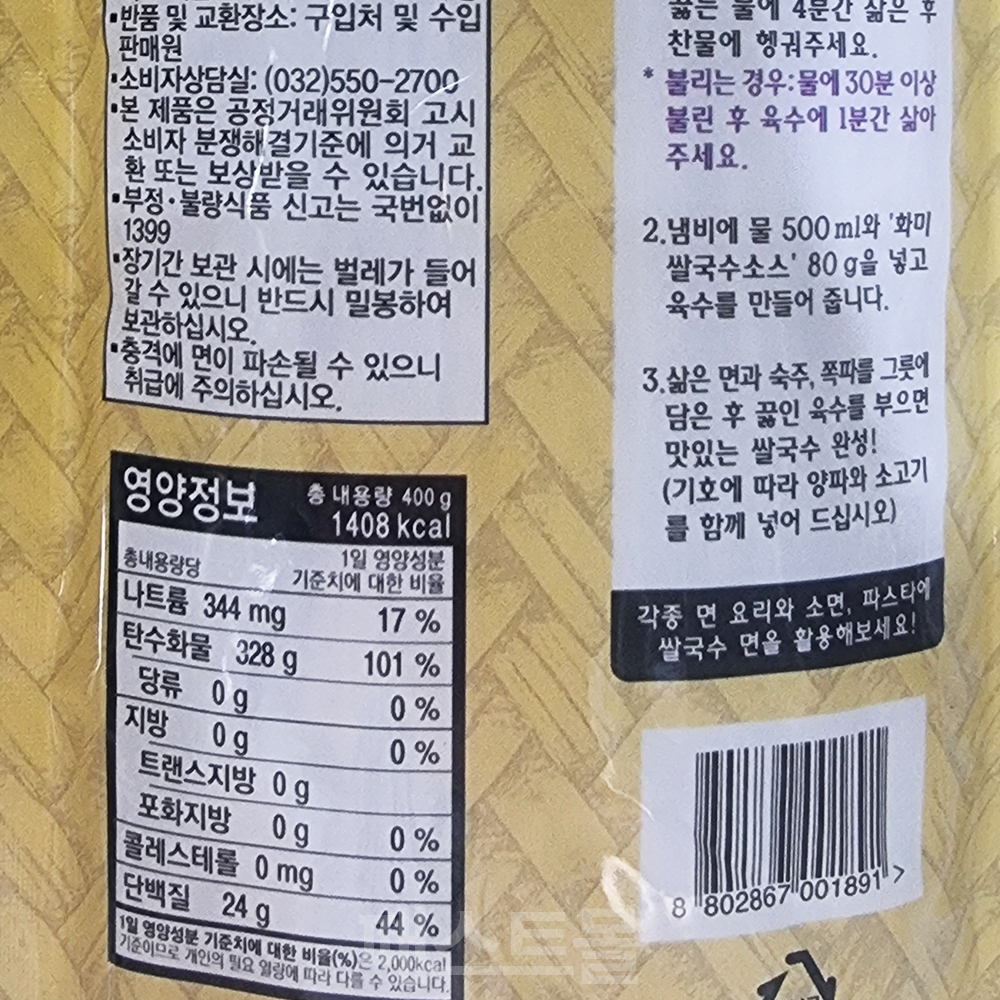 ▪반품 및 교환장소: 구입처 및 수입
판매원
▪소비자상담실: (032)550-2700
▪본 제품은 공정거래위원회 고시
소비자 분쟁해결기준에 의거 교
환 또는 보상받을 수 있습니다.
▪부정·불량식품 신고는 국번없이
1399
▪장기간 보관 시에는 벌레가 들어
갈 수 있으니 반드시 밀봉하여
보관하십시오.
▪충격에 면이 파손될 수 있으니
취급에 주의하십시오.
영양정보
총 내용량 400 g
1408 kcal
총내용량당
1일 영양성분
기준치에 대한 비율
나트륨 344 mg 17 %
탄수화물 328 g 101 %
당류 0 g 0 %
지방 0 g 0 %
트랜스지방 0 g
포화지방 0 g 0 %
콜레스테롤 0 mg 0 %
단백질 24 g 44 %
1일 영양성분 기준치에 대한 비율(%)은 2,000kcal
기준이므로 개인의 필요 열량에 따라 다를 수 있습니다.
끓는 물에 4분간 삶은 후
찬물에 헹궈주세요.
* 불리는 경우:물에 30분 이상
불린 후 육수에 1분간 삶아
주세요.
2.냄비에 물 500 ml와 '화미
쌀국수소스' 80 g을 넣고
육수를 만들어 줍니다.
3.삶은 면과 숙주, 쪽파를 그릇에
담은 후 끓인 육수를 부으면
맛있는 쌀국수 완성!
(기호에 따라 양파와 소고기
를 함께 넣어 드십시오)
각종 면 요리와 소면, 파스타에
쌀국수 면을 활용해보세요!
8 802867 001891 >